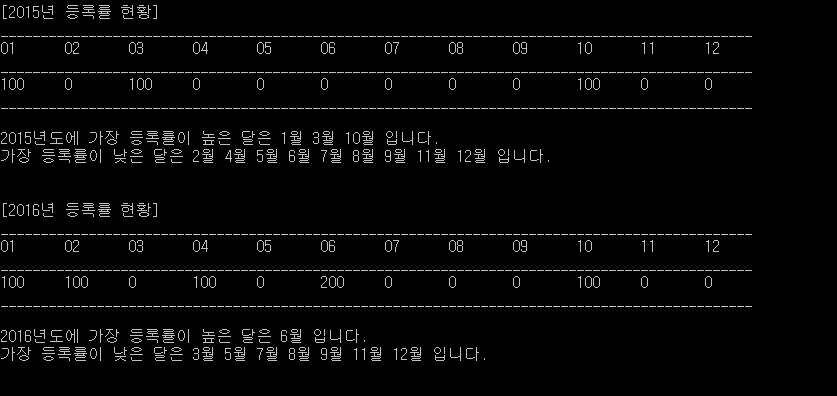 [2015년 등록률 현황]
01 02 03 04 05 06 07 08 09 10 11 12
100 0 100 0 0 0 0 0 0 100 0 0
2015년도에 가장 등록률이 높은 달은 1월 3월 10월 입니다.
가장 등록률이 낮은 달은 2월 4월 5월 6월 7월 8월 9월 11월 12월 입니다.
[2016년 등록률 현황]
01 02 03 04 05 06 07 08 09 10 11 12
100 100 0 100 0 200 0 0 0 100 0 0
2016년도에 가장 등록률이 높은 달은 6월 입니다.
가장 등록률이 낮은 달은 3월 5월 7월 8월 9월 11월 12월 입니다.